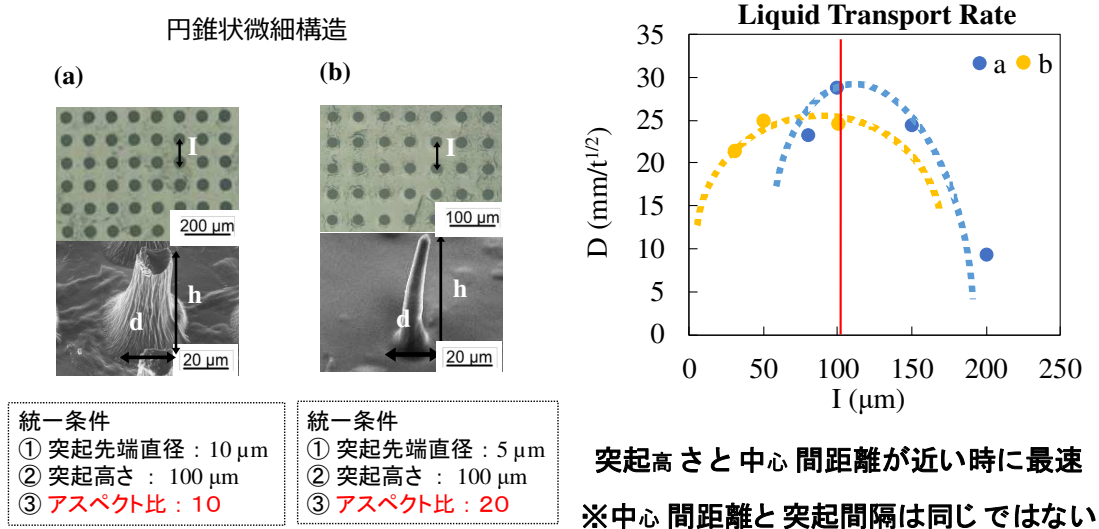 円錐状微細構造
(a)
(b)
I
200 µm
h
d
20 µm
I
100 µm
h
d
20 µm
統一条件
① 突起先端直径：10 µm
② 突起高さ ： 100 µm
③ アスペクト比：10
統一条件
① 突起先端直径：5 µm
② 突起高さ ： 100 µm
③ アスペクト比：20
Liquid Transport Rate
35
30
25
20
15
10
5
0
a b
D (mm/t^1/2)
0 50 100 150 200 250
I (µm)
突起高さと中心間距離が近い時に最速
※中心間距離と突起間隔は同じではない